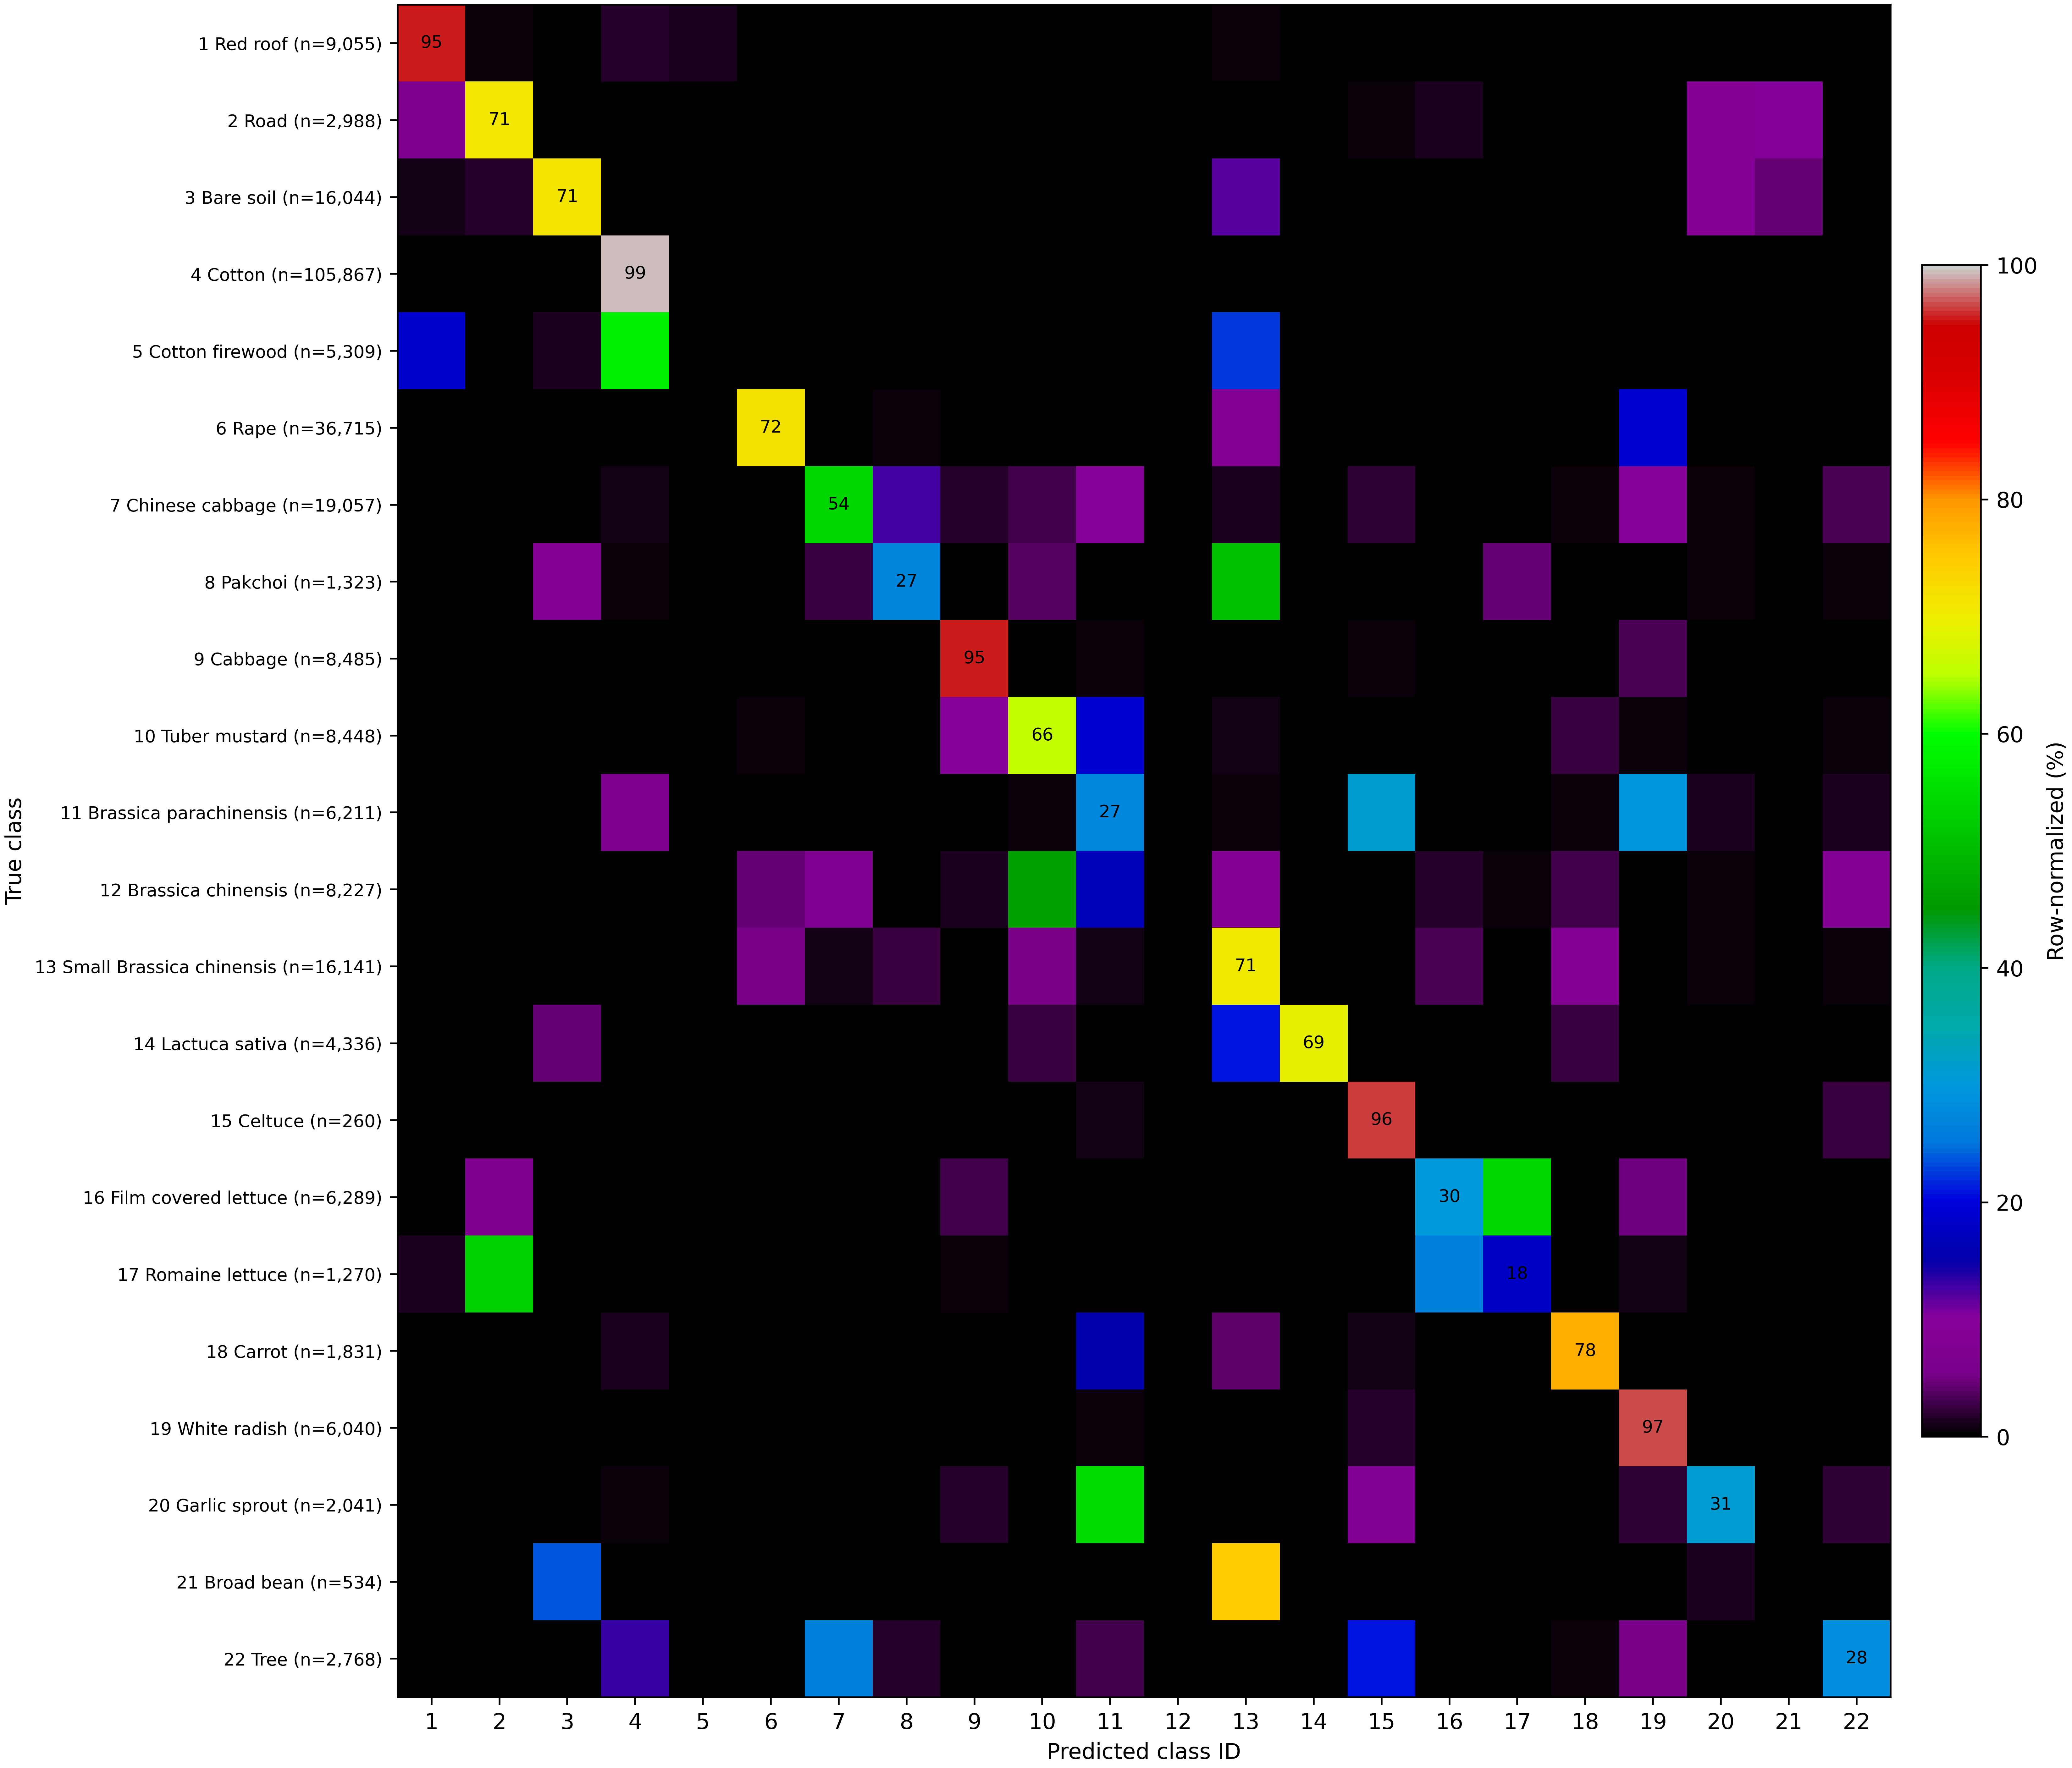 1 Red roof (n=9,055)
95
2 Road (n=2,988)
71
3 Bare soil (n=16,044)
71
4 Cotton (n=105,867)
99
5 Cotton firewood (n=5,309)
6 Rape (n=36,715)
72
7 Chinese cabbage (n=19,057)
54
8 Pakchoi (n=1,323)
27
9 Cabbage (n=8,485)
95
10 Tuber mustard (n=8,448)
66
11 Brassica parachinensis (n=6,211)
27
12 Brassica chinensis (n=8,227)
13 Small Brassica chinensis (n=16,141)
71
14 Lactuca sativa (n=4,336)
69
15 Celtuce (n=260)
96
16 Film covered lettuce (n=6,289)
30
17 Romaine lettuce (n=1,270)
18
18 Carrot (n=1,831)
78
19 White radish (n=6,040)
97
20 Garlic sprout (n=2,041)
31
21 Broad bean (n=534)
22 Tree (n=2,768)
28
True class
1 2 3 4 5 6 7 8 9 10 11 12 13 14 15 16 17 18 19 20 21 22
Predicted class ID
100
80
60
40
20
0
Row-normalized (%)